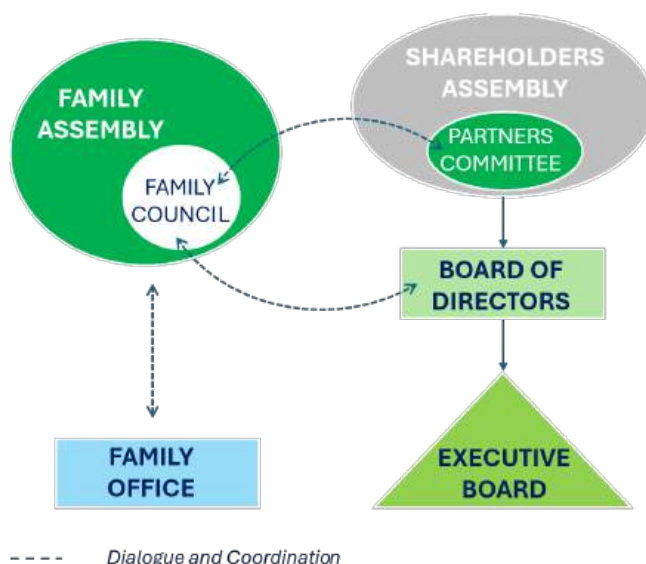 FAMILY
ASSEMBLY
FAMILY
COUNCIL
SHAREHOLDERS
ASSEMBLY
PARTNERS
COMMITTEE
BOARD OF
DIRECTORS
FAMILY
OFFICE
EXECUTIVE
BOARD
Dialogue and Coordination